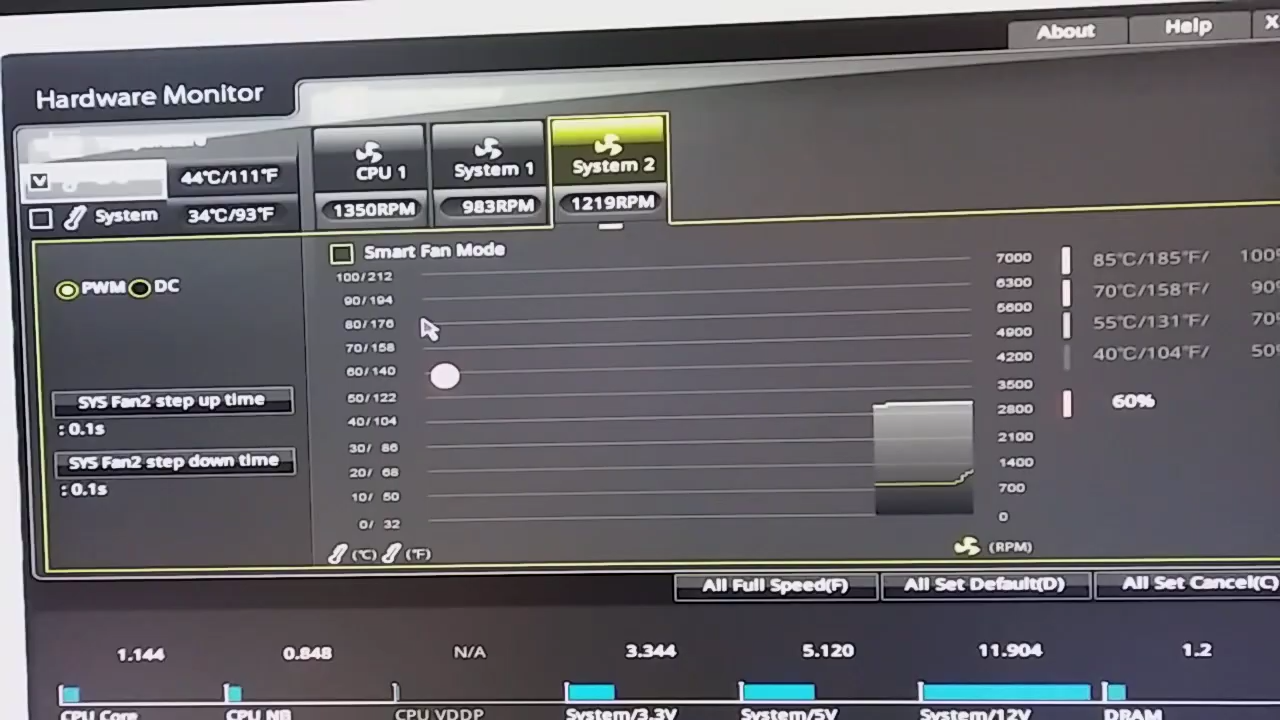 About Help X
Hardware Monitor
44℃/111℉
System 34℃/93℉
CPU 1
1350RPM
System 1
983RPM
System 2
1219RPM
PWM DC
SYS Fan2 step up time
: 0.1s
SYS Fan2 step down time
: 0.1s
Smart Fan Mode
100/212
90/194
80/176
70/158
60/140
50/122
40/104
30/ 86
20/ 68
10/ 50
0/ 32
(℃) (℉)
7000
6300
5600
4900
4200
3500
2800
2100
1400
700
0
(RPM)
85℃/185℉/ 100%
70℃/158℉/ 90%
55℃/131℉/ 70%
40℃/104℉/ 50%
60%
All Full Speed(F) All Set Default(D) All Set Cancel(C)
1.144 0.848 N/A 3.344 5.120 11.904 1.2
CPU Core CPU NB CPU VDDP System/3.3V System/5V System/12V DRAM